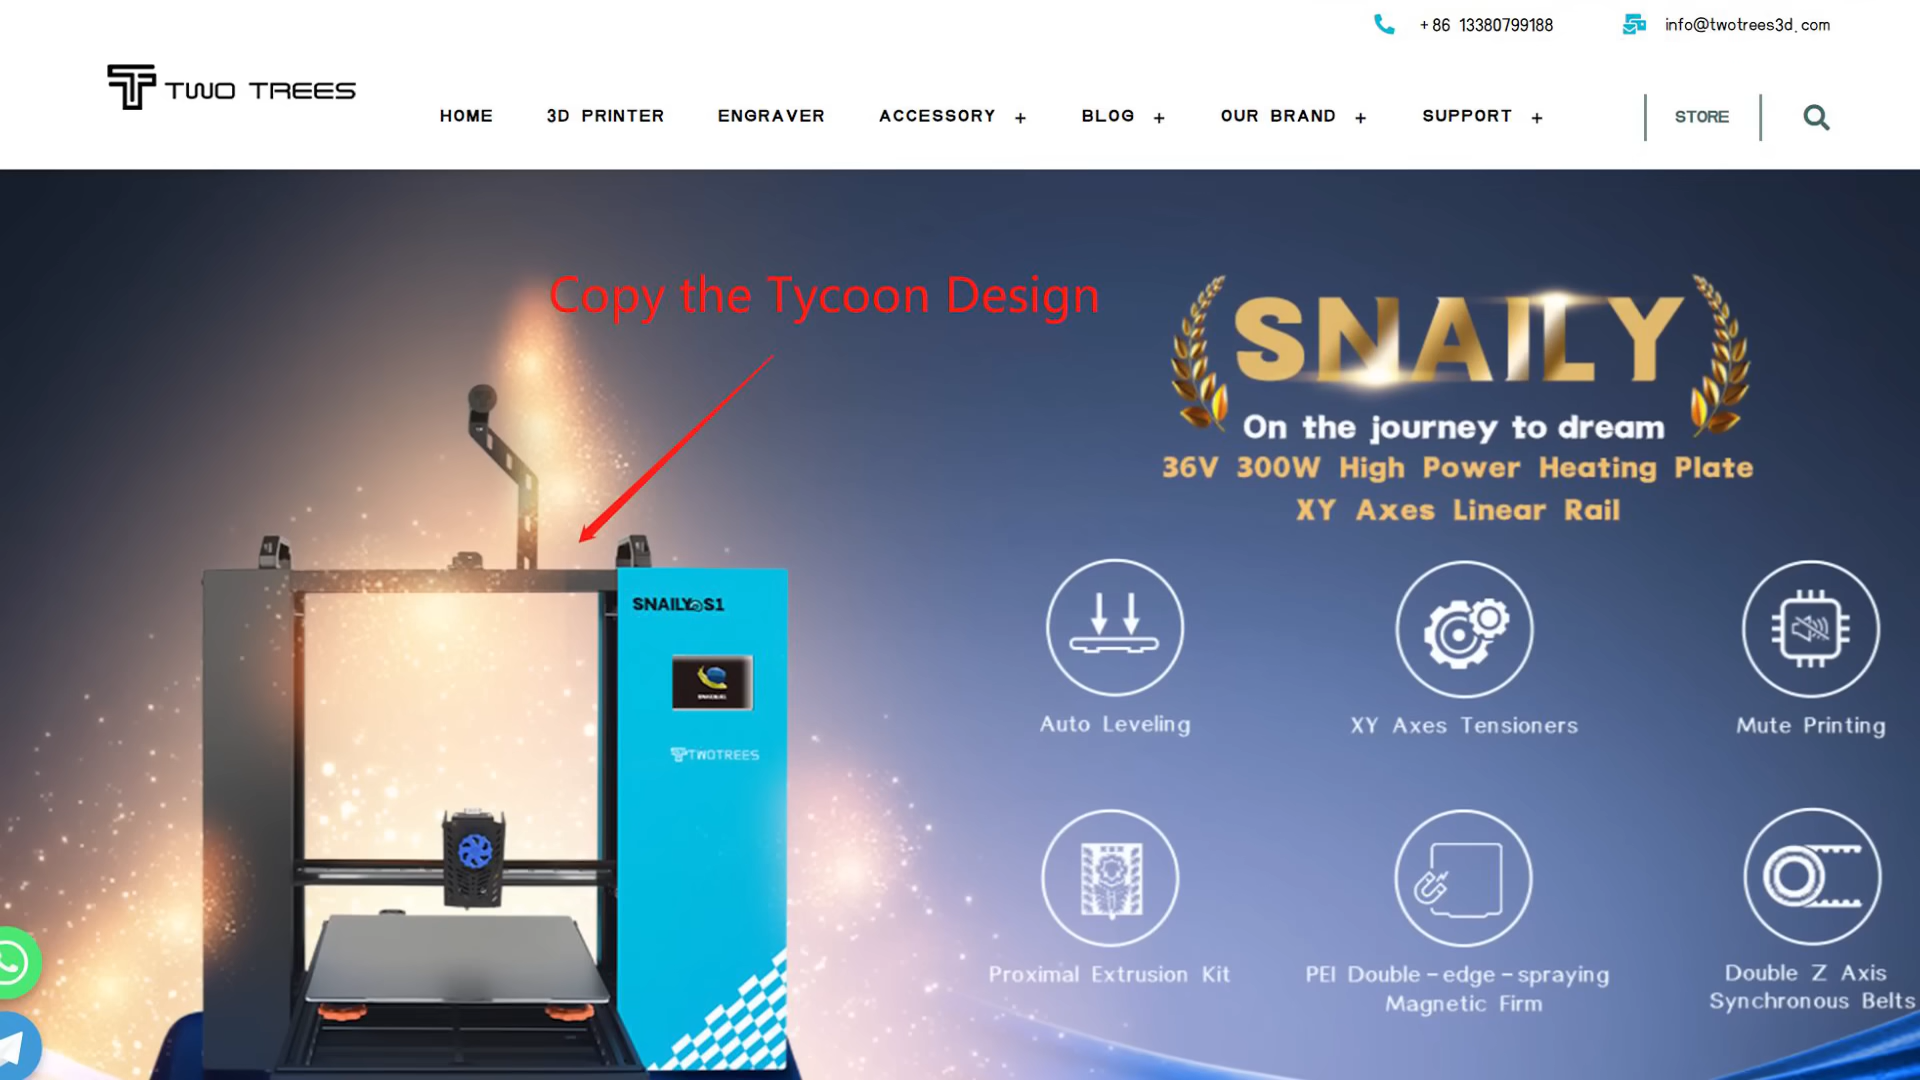 +86 13380799188
info@twotrees3d.com
TWO TREES
HOME
3D PRINTER
ENGRAVER
ACCESSORY +
BLOG +
OUR BRAND +
SUPPORT +
STORE
Copy the Tycoon Design
SNAILY
On the journey to dream
36V 300W High Power Heating Plate
XY Axes Linear Rail
SNAILY S1
TWOTREES
Auto Leveling
XY Axes Tensioners
Mute Printing
Proximal Extrusion Kit
PEI Double-edge-spraying
Magnetic Firm
Double Z Axis
Synchronous Belts